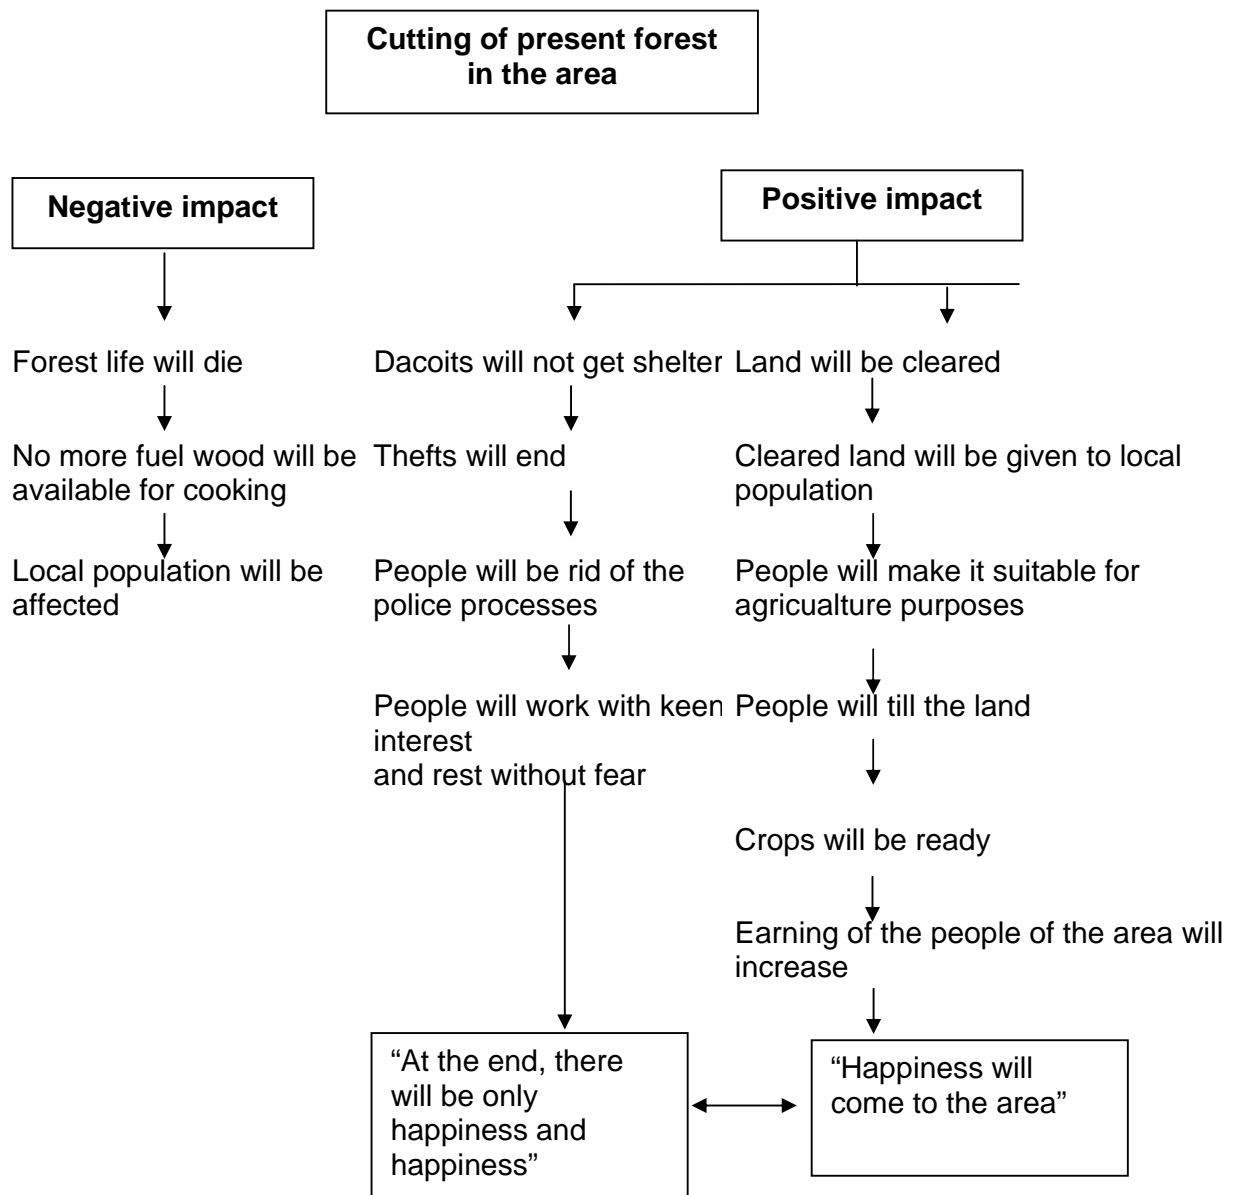 Cutting of present forest
in the area
Negative impact
Positive impact
Forest life will die
No more fuel wood will be
available for cooking
Local population will be
affected
Dacoits will not get shelter
Thefts will end
People will be rid of the
police processes
People will work with keen
interest
and rest without fear
“At the end, there
will be only
happiness and
happiness”
Land will be cleared
Cleared land will be given to local
population
People will make it suitable for
agricualture purposes
People will till the land
Crops will be ready
Earning of the people of the area will
increase
“Happiness will
come to the area”